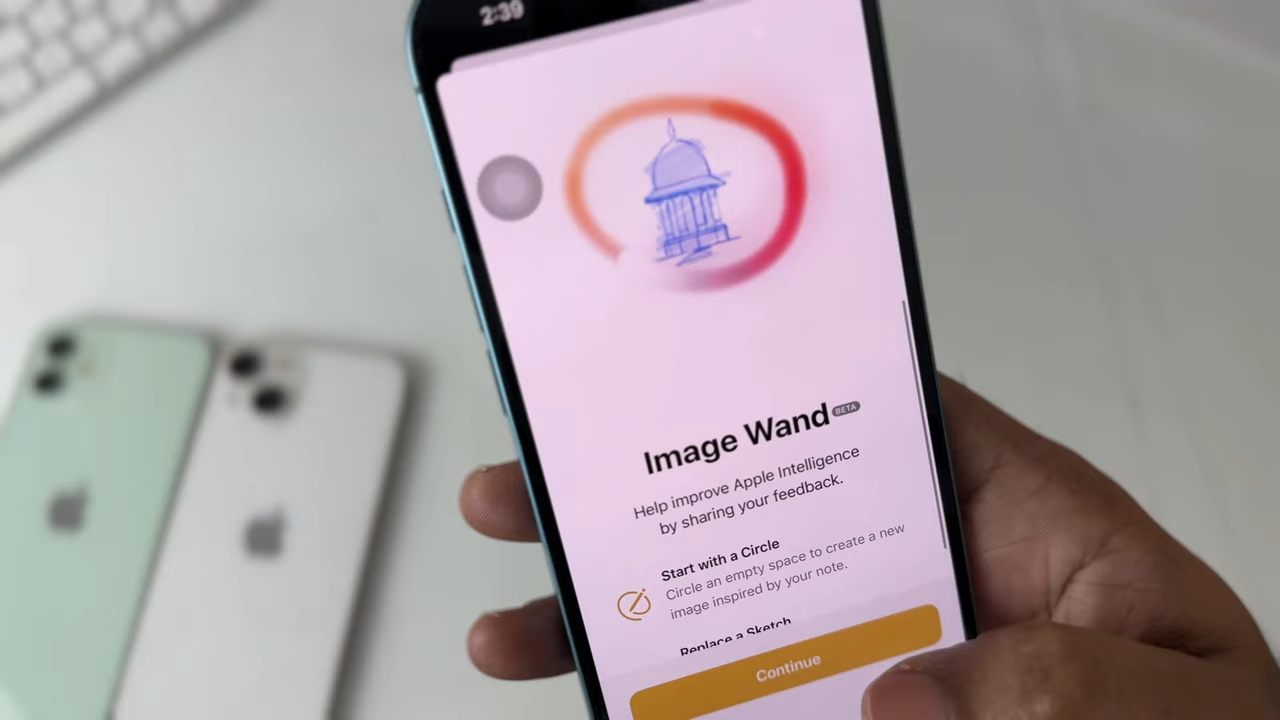 2:39
Image Wand BETA
Help improve Apple Intelligence
by sharing your feedback.
Start with a Circle
Circle an empty space to create a new
image inspired by your note.
Replace a Sketch
Continue